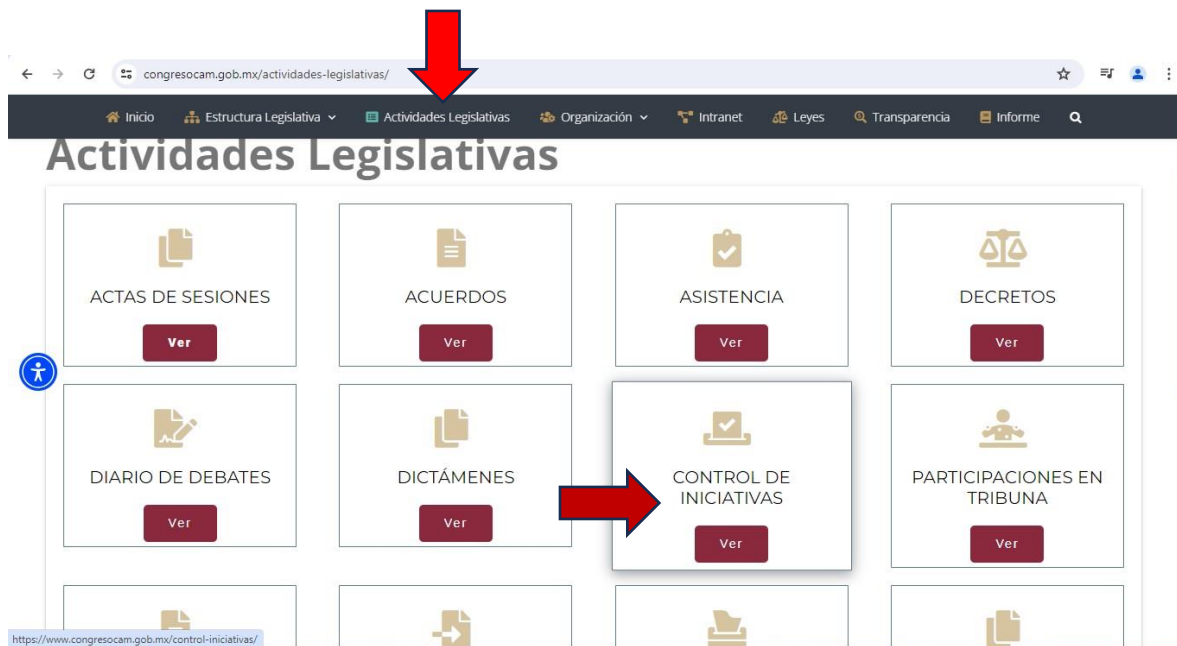 congresocam.gob.mx/actividades-legislativas/
Inicio Estructura Legislativa Actividades Legislativas Organización Intranet Leyes Transparencia Informe
Actividades Legislativas
ACTAS DE SESIONES
Ver
ACUERDOS
Ver
ASISTENCIA
Ver
DECRETOS
Ver
DIARIO DE DEBATES
Ver
DICTÁMENES
Ver
CONTROL DE
INICIATIVAS
Ver
PARTICIPACIONES EN
TRIBUNA
Ver
https://www.congresocam.gob.mx/control-iniciativas/